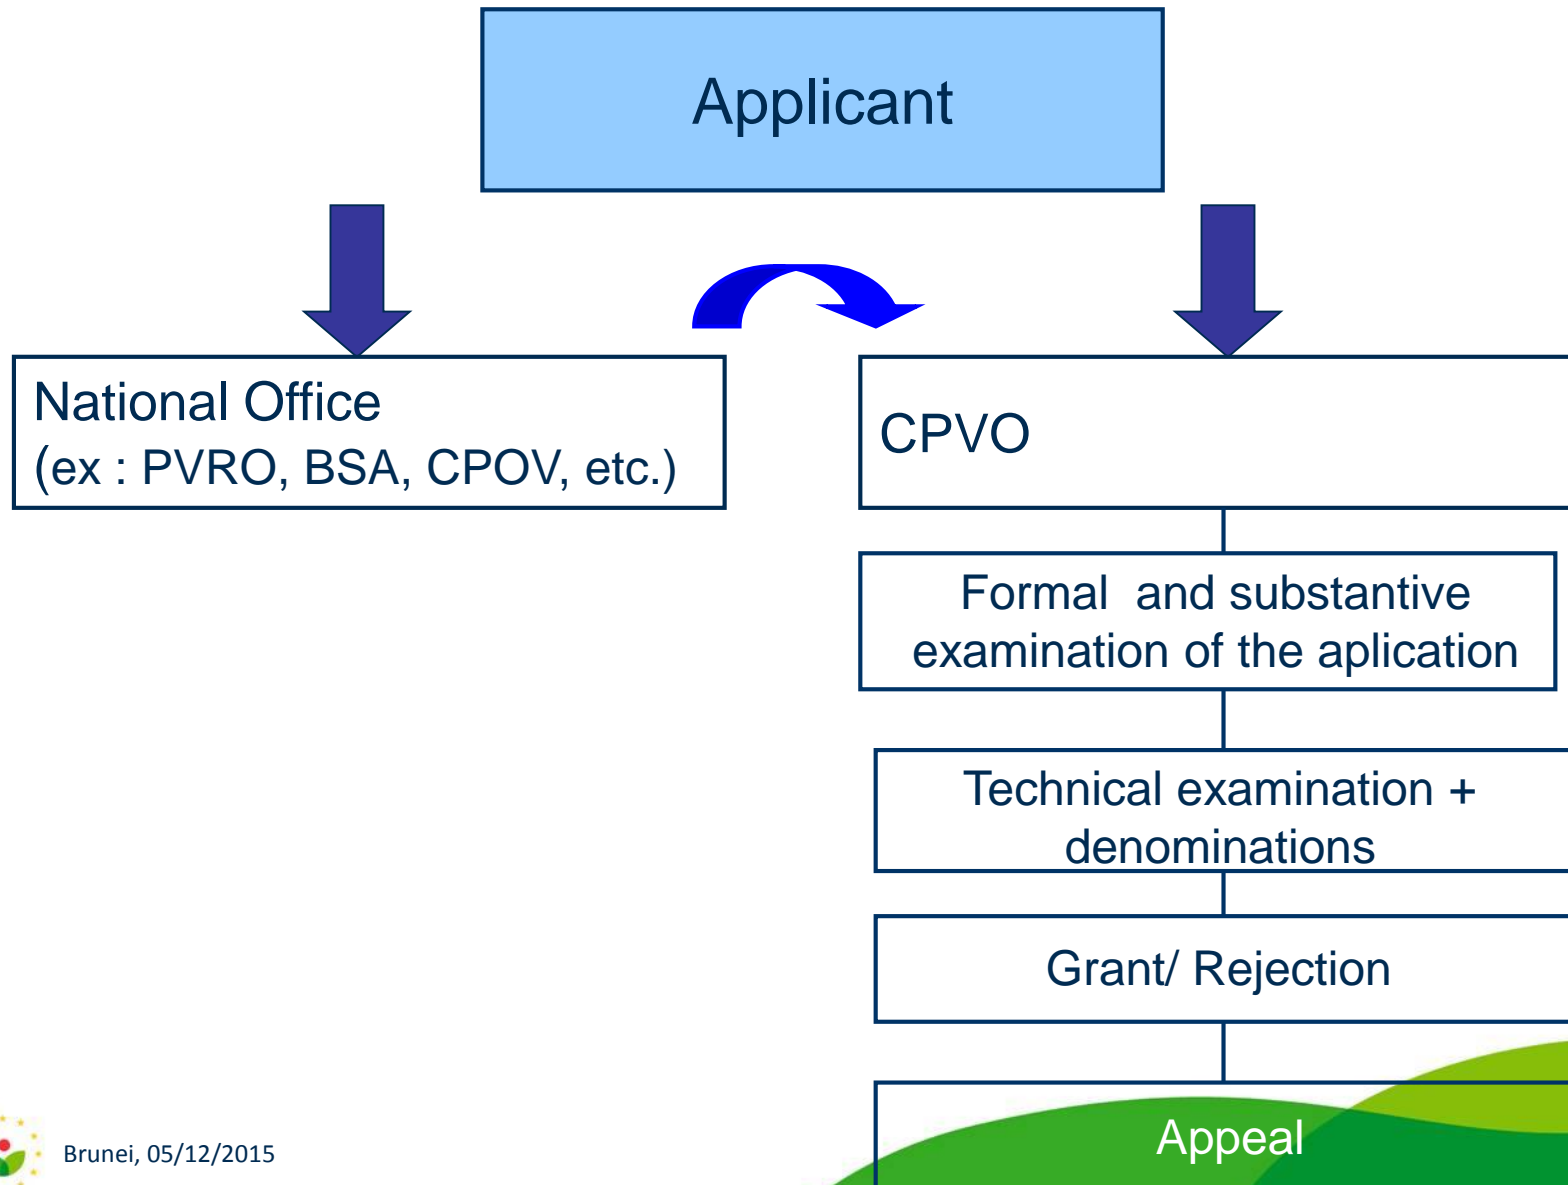 Applicant
National Office
(ex : PVRO, BSA, CPOV, etc.)
CPVO
Formal and substantive
examination of the aplication
Technical examination +
denominations
Grant/ Rejection
Appeal
Brunei, 05/12/2015